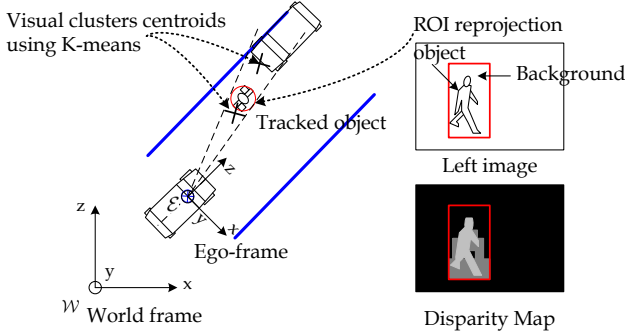 Visual clusters centroids
using K-means
ROI reprojection
object
Background
Tracked object
Left image
z
ℰ
y
x
Ego-frame
z
y
x
𝒲 World frame
Disparity Map